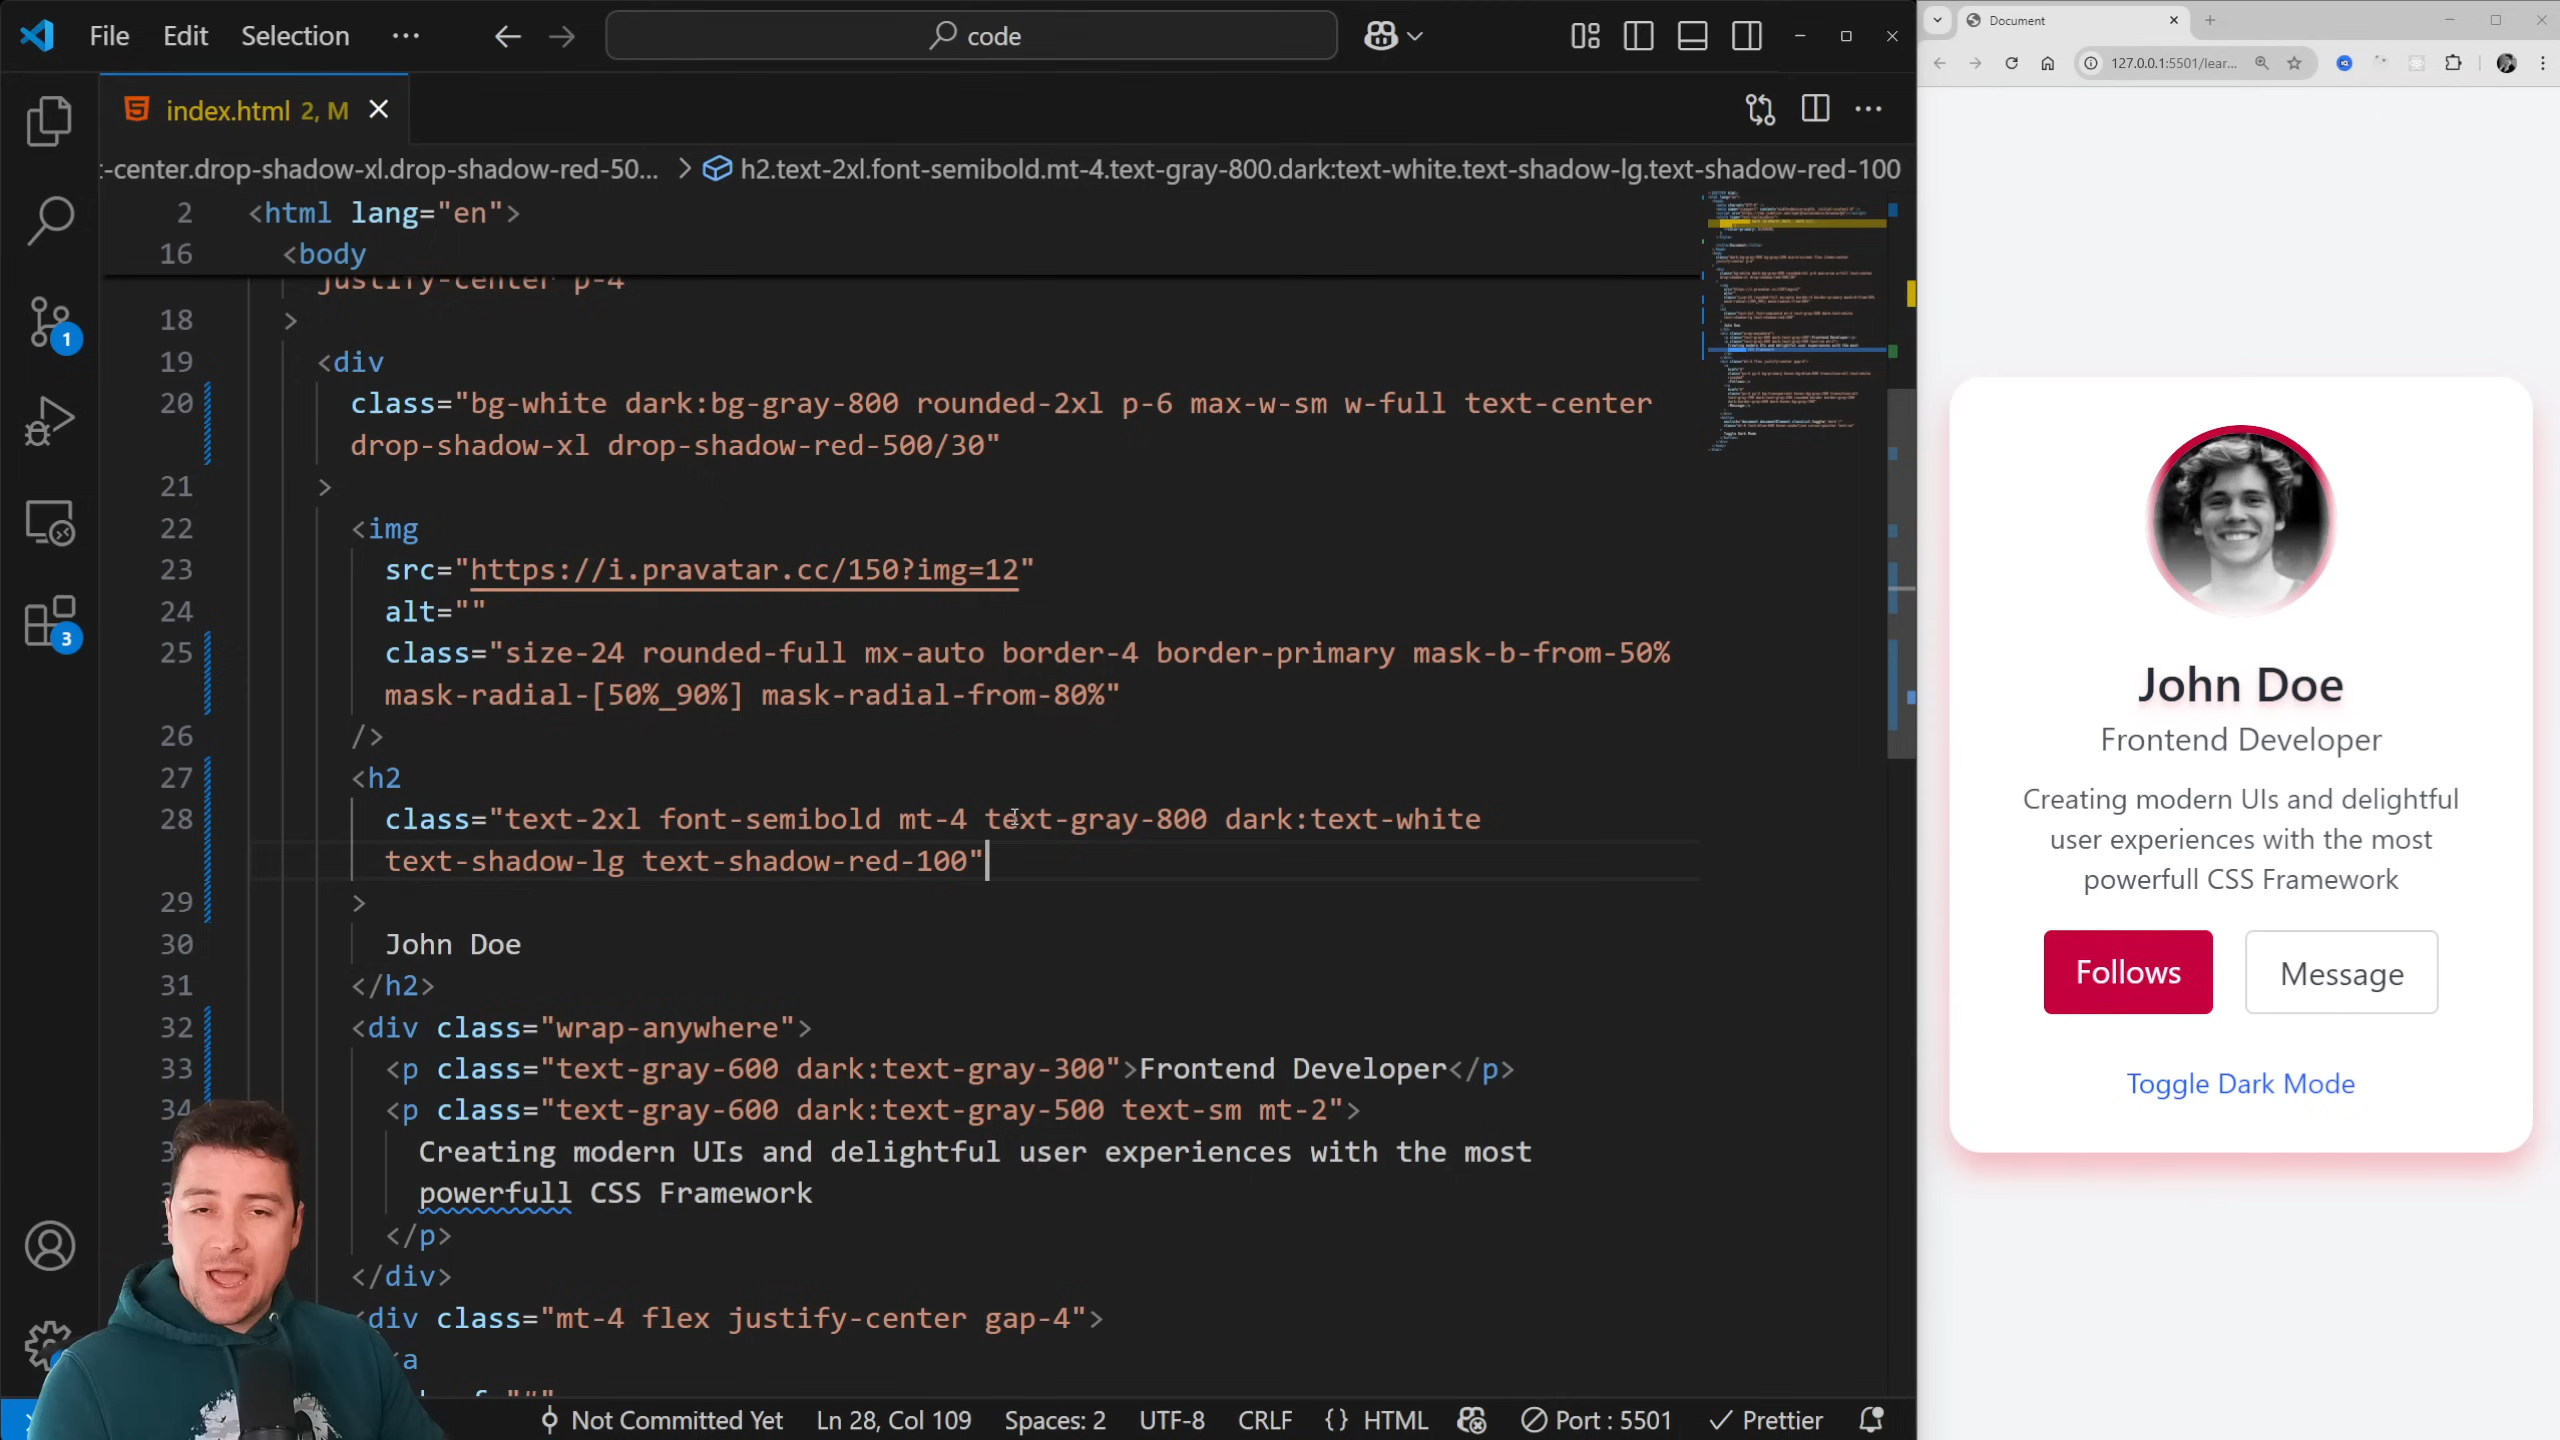 File Edit Selection ... code
index.html 2, M
-center.drop-shadow-xl.drop-shadow-red-50... > h2.text-2xl.font-semibold.mt-4.text-gray-800.dark:text-white.text-shadow-lg.text-shadow-red-100
2 <html lang="en">
16 <body
justify-center p-4
18 >
19 <div
20 class="bg-white dark:bg-gray-800 rounded-2xl p-6 max-w-sm w-full text-center
drop-shadow-xl drop-shadow-red-500/30"
21 >
22 <img
23 src="https://i.pravatar.cc/150?img=12"
24 alt=""
25 class="size-24 rounded-full mx-auto border-4 border-primary mask-b-from-50%
mask-radial-[50%_90%] mask-radial-from-80%"
26 />
27 <h2
28 class="text-2xl font-semibold mt-4 text-gray-800 dark:text-white
text-shadow-lg text-shadow-red-100"
29 >
30 John Doe
31 </h2>
32 <div class="wrap-anywhere">
33 <p class="text-gray-600 dark:text-gray-300">Frontend Developer</p>
34 <p class="text-gray-600 dark:text-gray-500 text-sm mt-2">
Creating modern UIs and delightful user experiences with the most
powerfull CSS Framework
</p>
</div>
<div class="mt-4 flex justify-center gap-4">
<a
1
3
Not Committed Yet Ln 28, Col 109 Spaces: 2 UTF-8 CRLF {} HTML Port : 5501 Prettier
Document
127.0.0.1:5501/lear...
John Doe
Frontend Developer
Creating modern UIs and delightful
user experiences with the most
powerfull CSS Framework
Follows
Message
Toggle Dark Mode